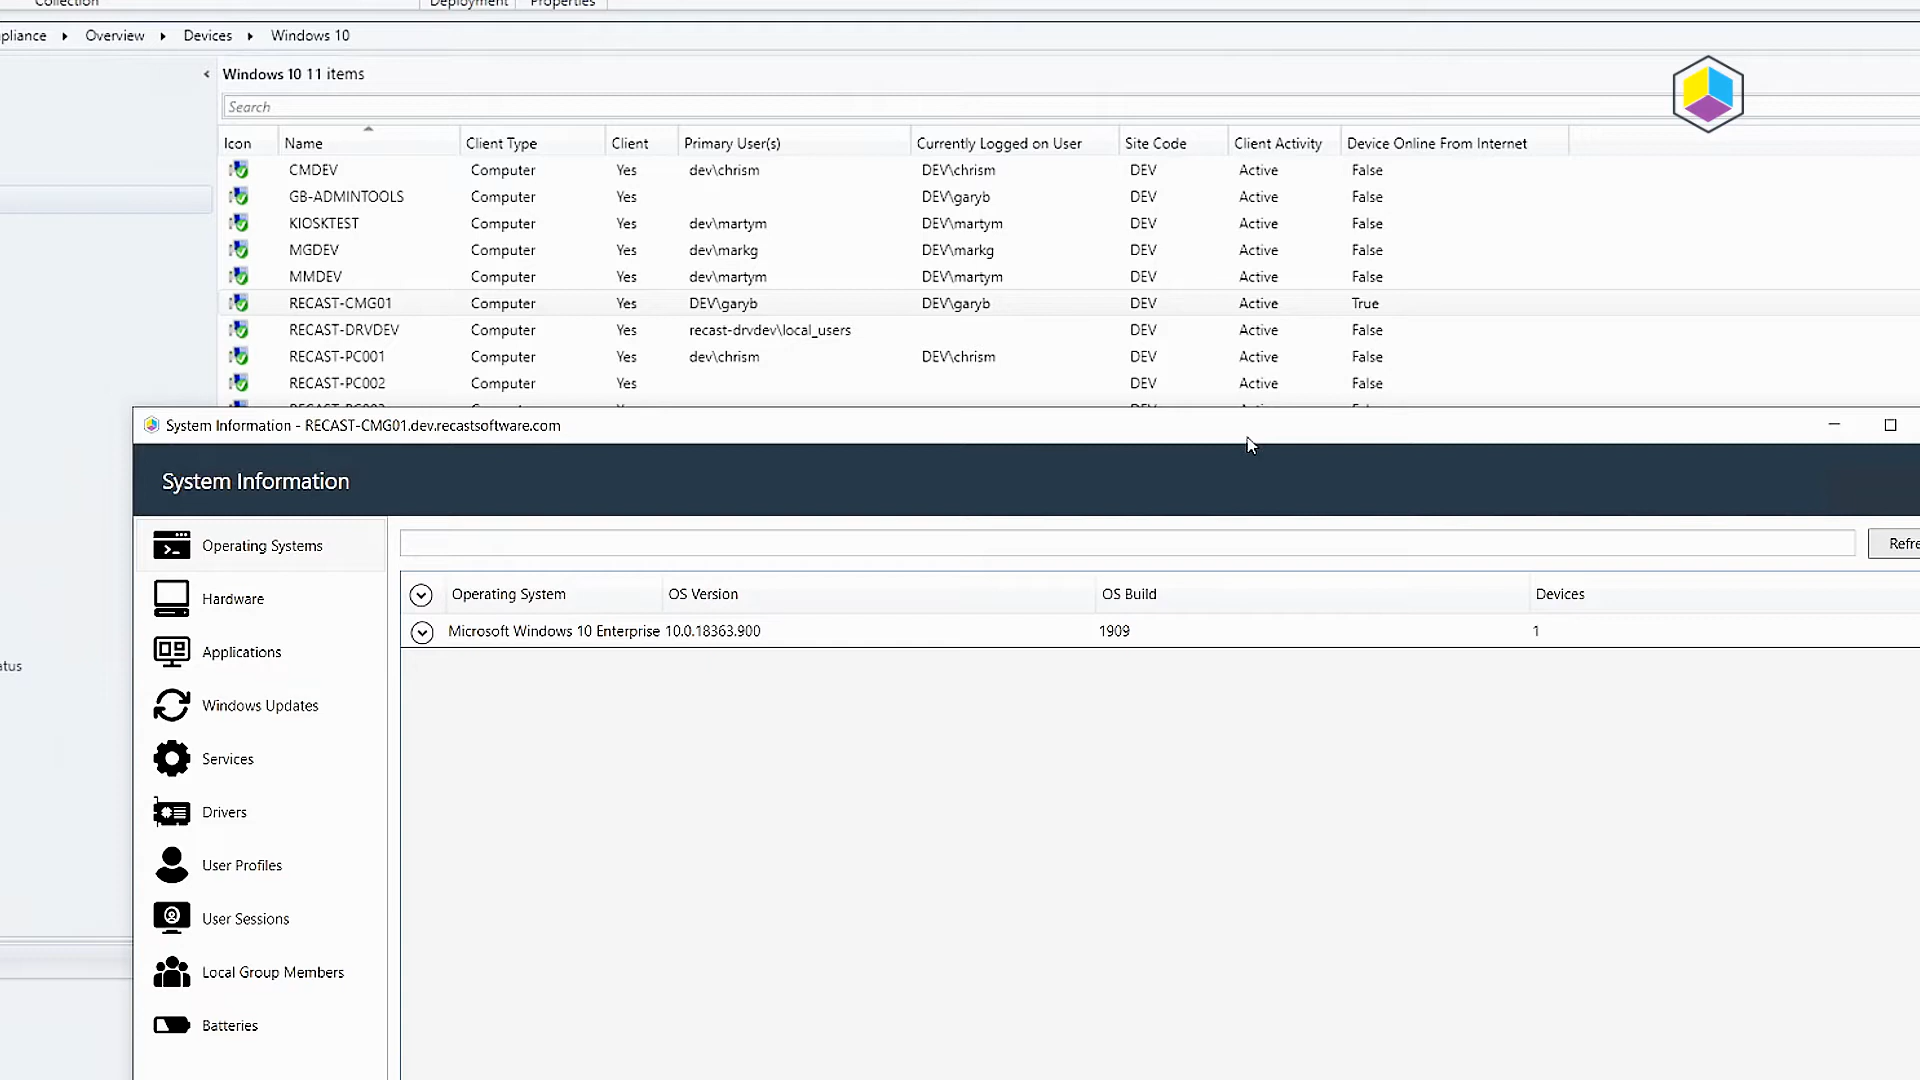 Collection Deployment Properties
pliance ▸ Overview ▸ Devices ▸ Windows 10
Windows 10 11 items
Search
Icon Name Client Type Client Primary User(s) Currently Logged on User Site Code Client Activity Device Online From Internet
CMDEV Computer Yes dev\chrism DEV\chrism DEV Active False
GB-ADMINTOOLS Computer Yes DEV\garyb DEV Active False
KIOSKTEST Computer Yes dev\martym DEV\martym DEV Active False
MGDEV Computer Yes dev\markg DEV\markg DEV Active False
MMDEV Computer Yes dev\martym DEV\martym DEV Active False
RECAST-CMG01 Computer Yes DEV\garyb DEV\garyb DEV Active True
RECAST-DRVDEV Computer Yes recast-drvdev\local_users DEV Active False
RECAST-PC001 Computer Yes dev\chrism DEV\chrism DEV Active False
RECAST-PC002 Computer Yes DEV Active False
System Information - RECAST-CMG01.dev.recastsoftware.com
System Information
Operating Systems
Refre
Hardware
Operating System OS Version OS Build Devices
Microsoft Windows 10 Enterprise 10.0.18363.900 1909 1
Applications
atus
Windows Updates
Services
Drivers
User Profiles
User Sessions
Local Group Members
Batteries